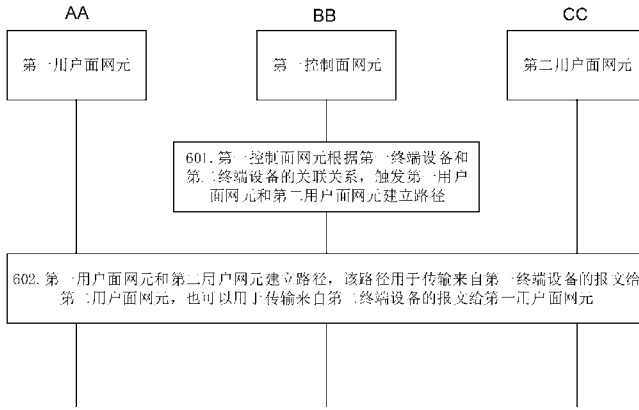 AA
BB
CC
第一用户面网元
第一控制面网元
第二用户面网元
601.第一控制面网元根据第一终端设备和
第二终端设备的关联关系，触发第一用户
面网元和第二用户面网元建立路径
602.第一用户面网元和第二用户网元建立路径，该路径用于传输来自第一终端设备的报文给
第二用户面网元，也可以用于传输来自第二终端设备的报文给第一用户面网元